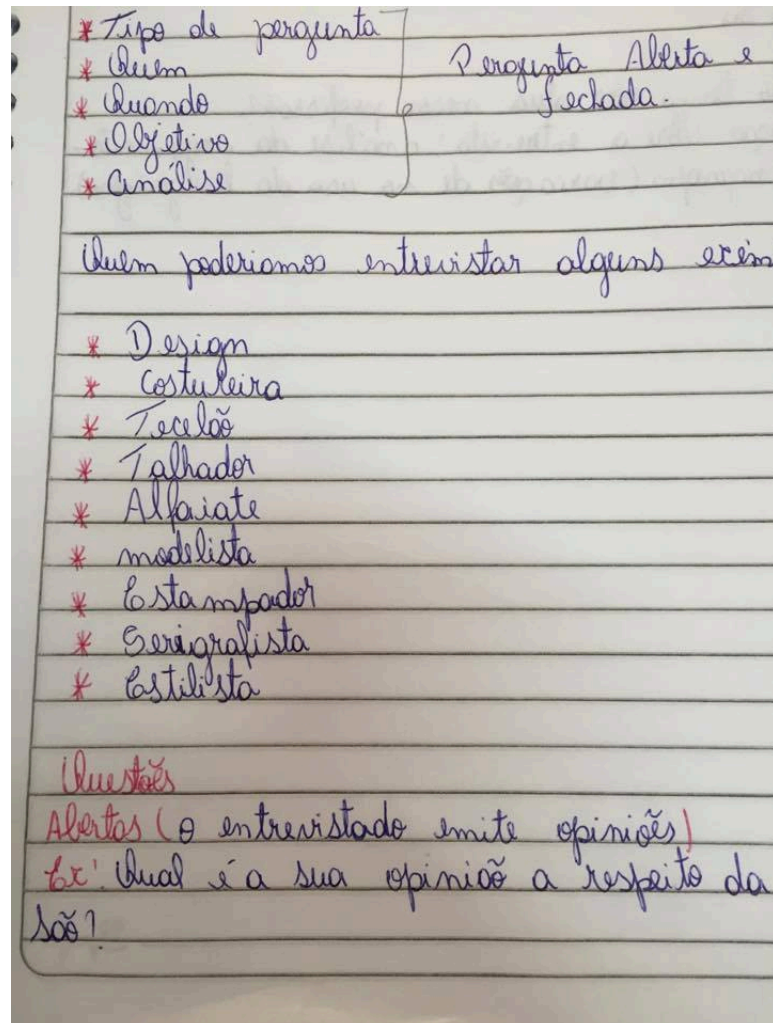 * Tipo de pergunta
* Quem
* Quando
* Objetivo
* Análise
Pergunta Aberta e
fechada.
Quem poderiamos entrevistar alguns exêm
* Design
* Costureira
* Tecelão
* Talhador
* Alfaiate
* modelista
* Estampador
* Serigrafista
* Estilista
Questões
Abertas (o entrevistado emite opiniões)
Ex: Qual é a sua opinião a respeito da
são?